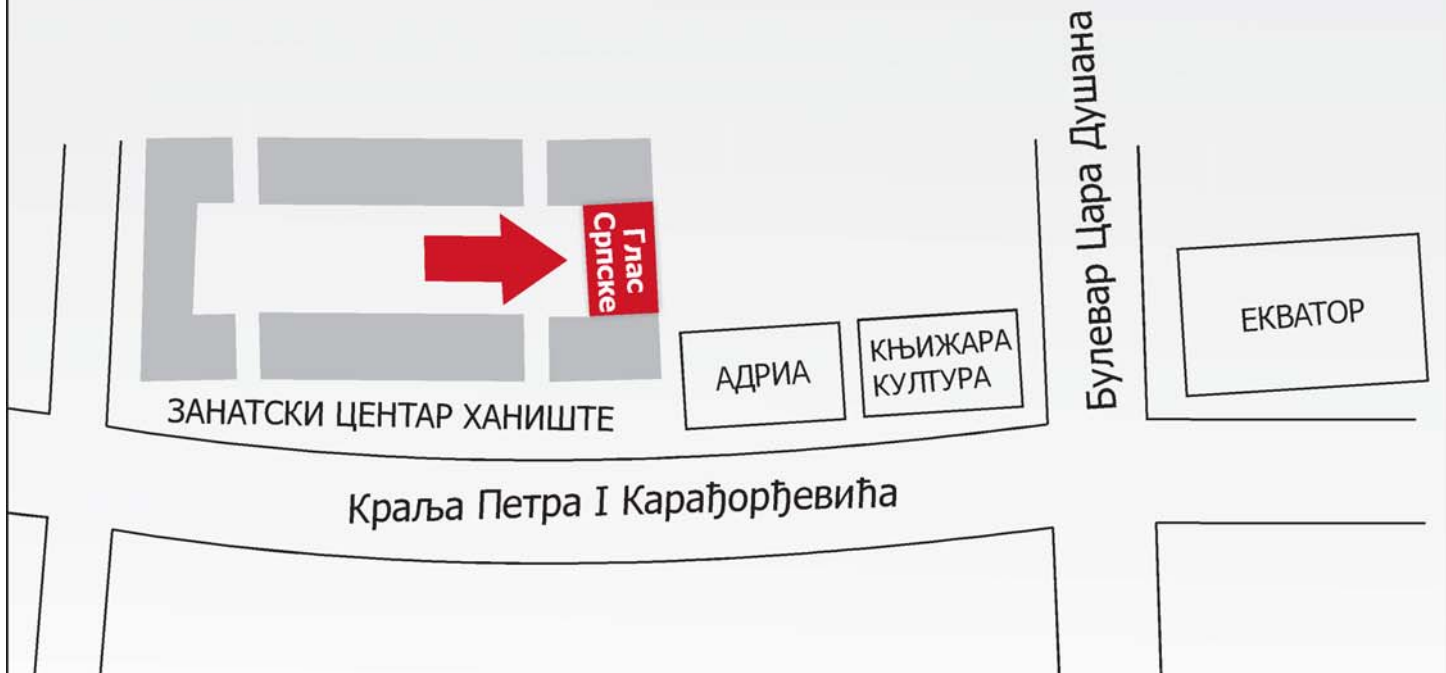 Булевар Цара Душана
Глас
Српске
ЕКВАТОР
КЊИЖАРА
КУЛТУРА
АДРИА
ЗАНАТСКИ ЦЕНТАР ХАНИШТЕ
Краља Петра I Карађорђевића